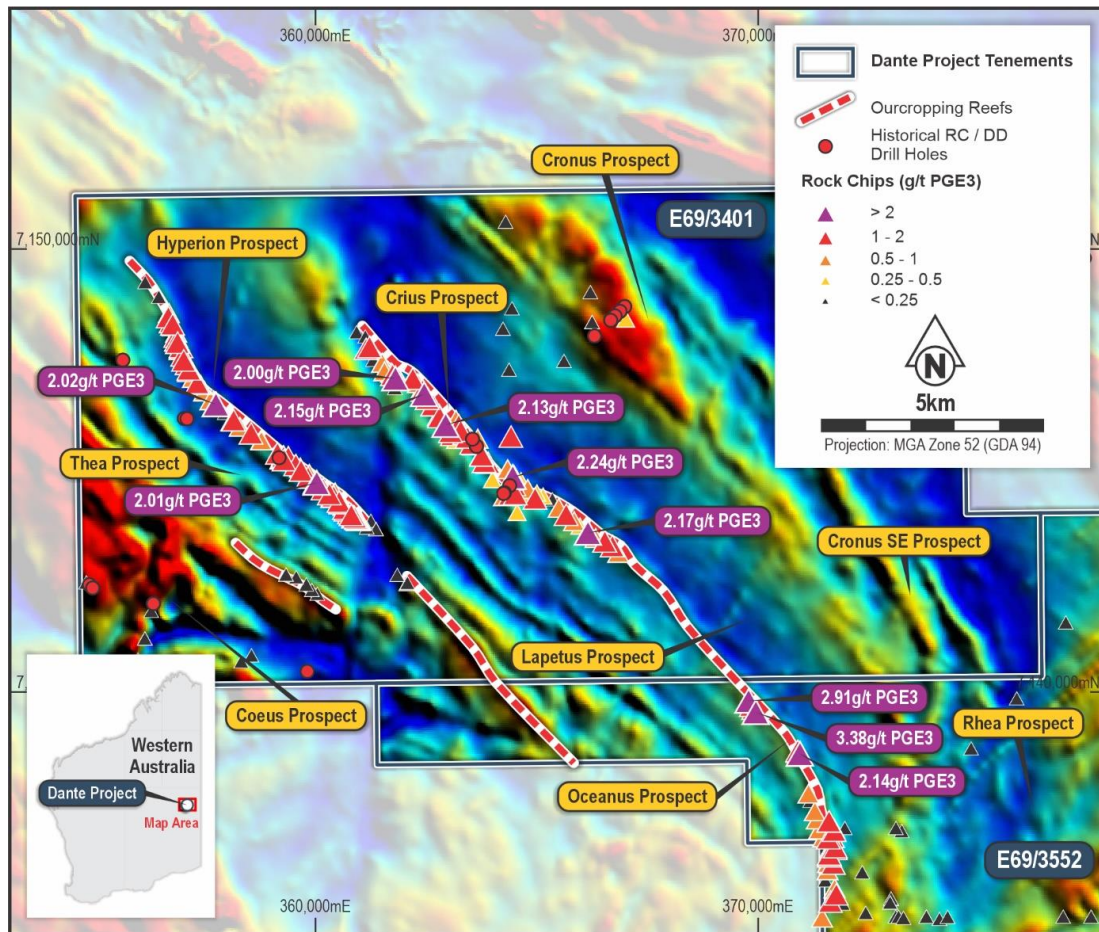 360,000mE
370,000m
Dante Project Tenements
Ourcropping Reefs
Historical RC / DD
Drill Holes
Rock Chips (g/t PGE3)
> 2
1 - 2
0.5 - 1
0.25 - 0.5
< 0.25
N
5km
Projection: MGA Zone 52 (GDA 94)
Cronus Prospect
E69/3401
7,150,000mN
Hyperion Prospect
Crius Prospect
2.02g/t PGE3
2.00g/t PGE3
2.15g/t PGE3
2.13g/t PGE3
Thea Prospect
2.24g/t PGE3
2.01g/t PGE3
2.17g/t PGE3
Cronus SE Prospect
Lapetus Prospect
Coeus Prospect
2.91g/t PGE3
Rhea Prospect
3.38g/t PGE3
2.14g/t PGE3
Oceanus Prospect
E69/3552
Western
Australia
Dante Project
Map Area
360,000mE
370,000mE